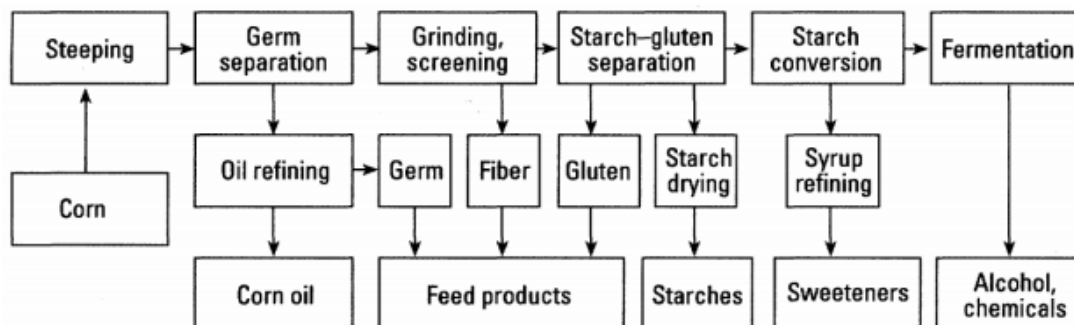 Steeping
Germ
separation
Grinding,
screening
Starch–gluten
separation
Starch
conversion
Fermentation
Corn
Oil refining
Germ
Fiber
Gluten
Starch
drying
Syrup
refining
Corn oil
Feed products
Starches
Sweeteners
Alcohol,
chemicals